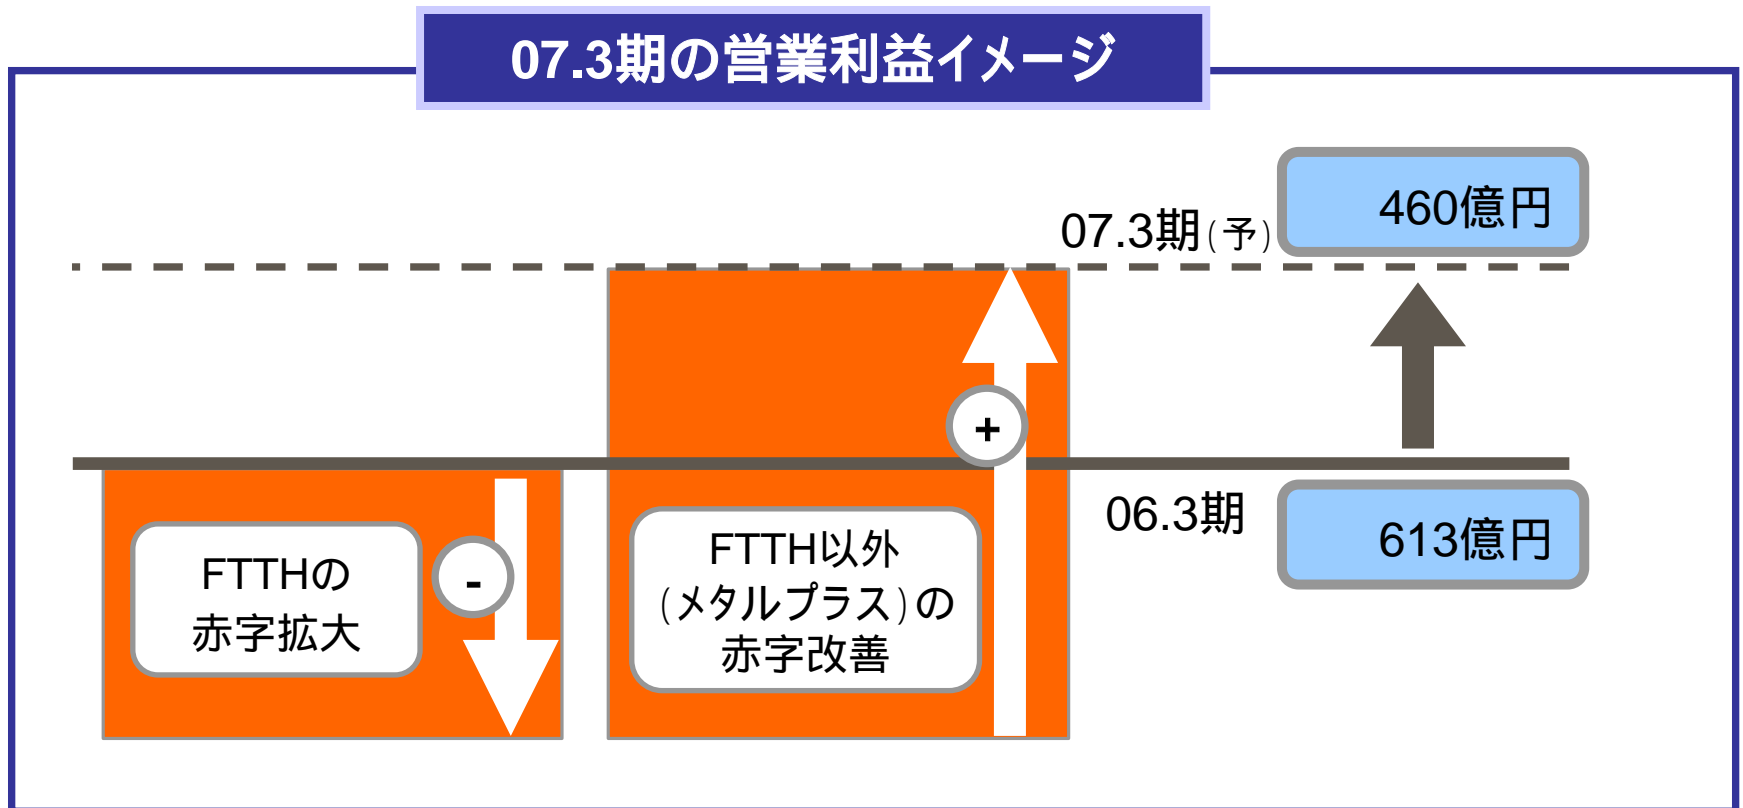 07.3期の営業利益イメージ
460億円
07.3期(予)
+
06.3期
613億円
FTTHの
赤字拡大
-
FTTH以外
(メタルプラス)の
赤字改善